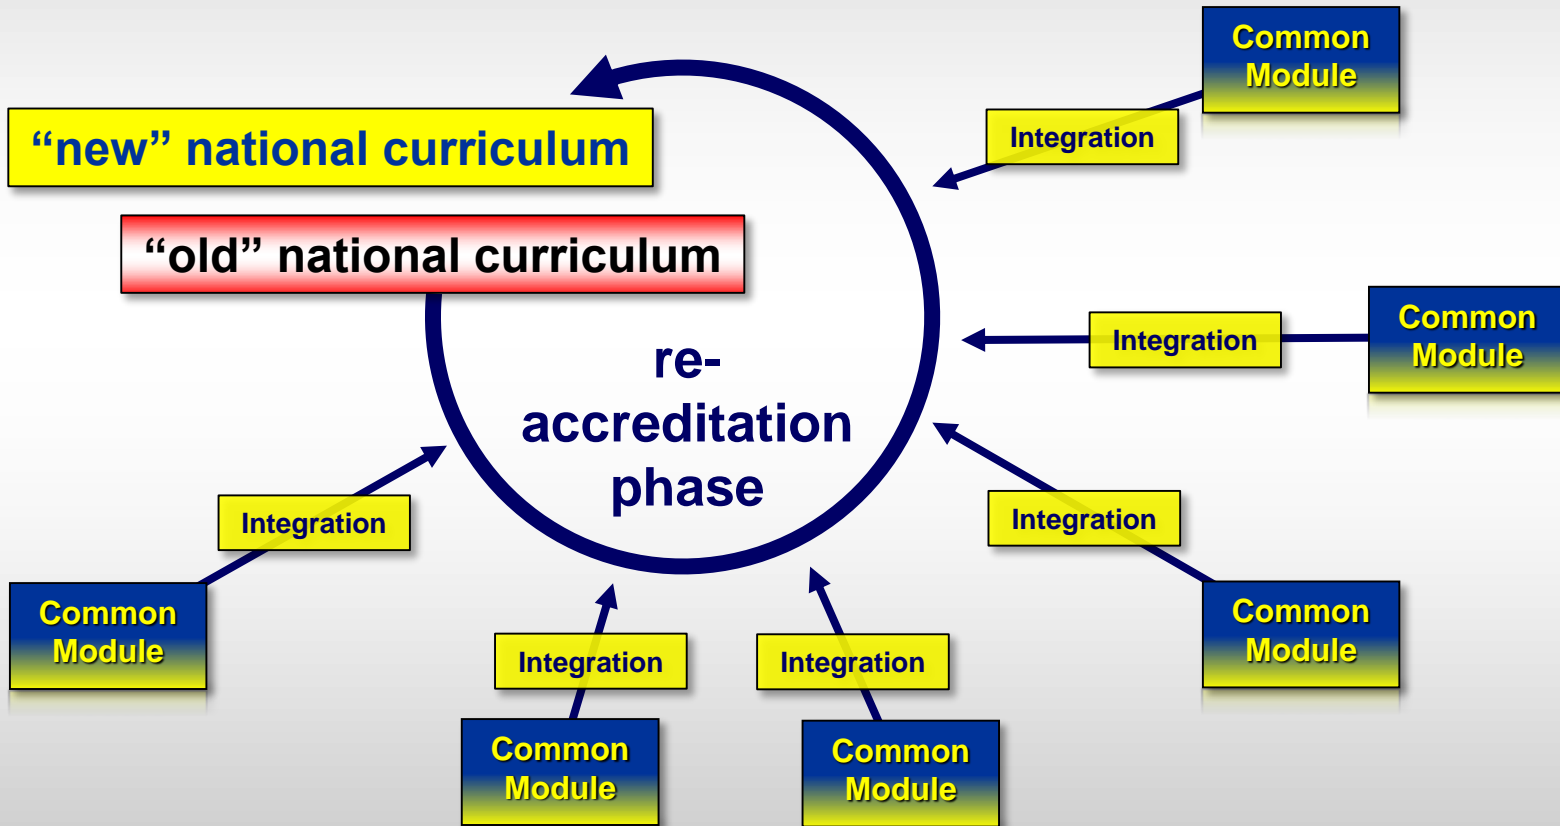 Common
Module
Integration
“new” national curriculum
“old” national curriculum
re-
accreditation
phase
Integration
Common
Module
Integration
Common
Module
Integration
Common
Module
Integration
Common
Module
Integration
Common
Module